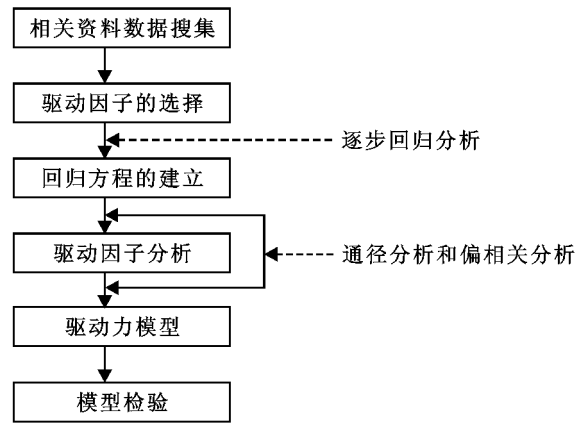 相关资料数据搜集
驱动因子的选择
逐步回归分析
回归方程的建立
驱动因子分析
通径分析和偏相关分析
驱动力模型
模型检验